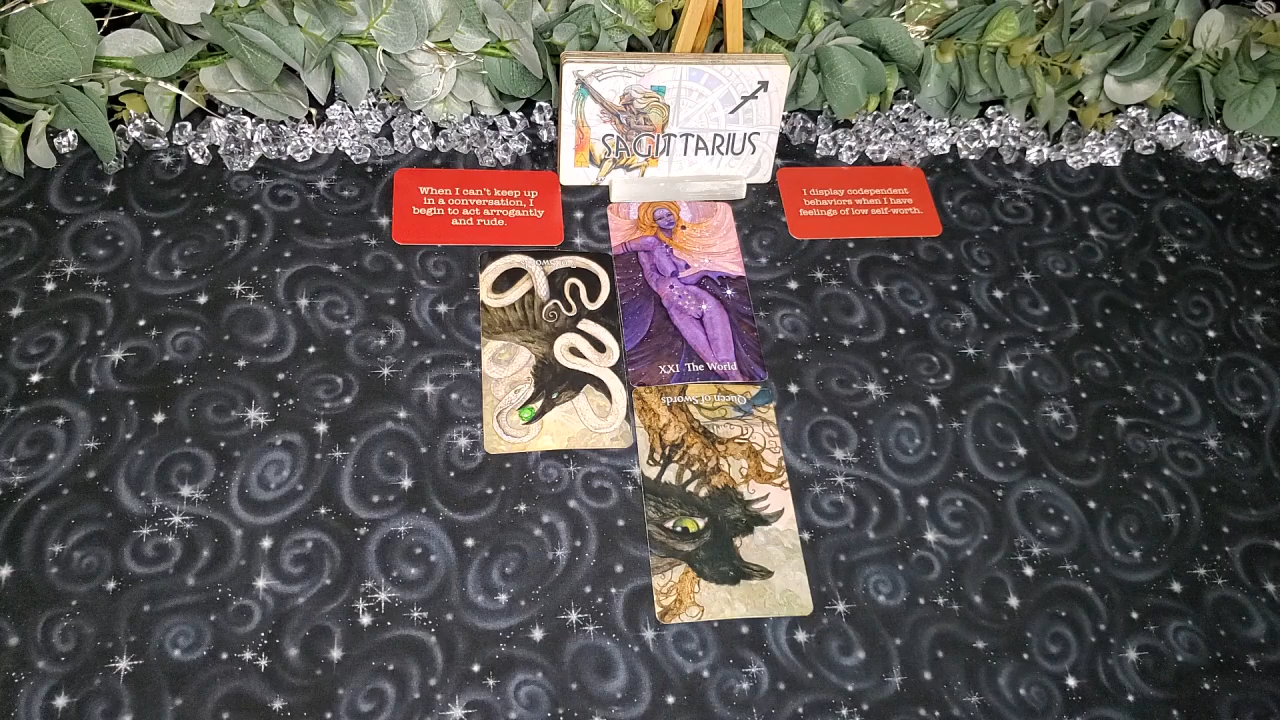 SAGITTARIUS
When I can't keep up
in a conversation, I
begin to act arrogantly
and rude.
I display codependent
behaviors when I have
feelings of low self-worth.
XXI The World
Queen of Swords